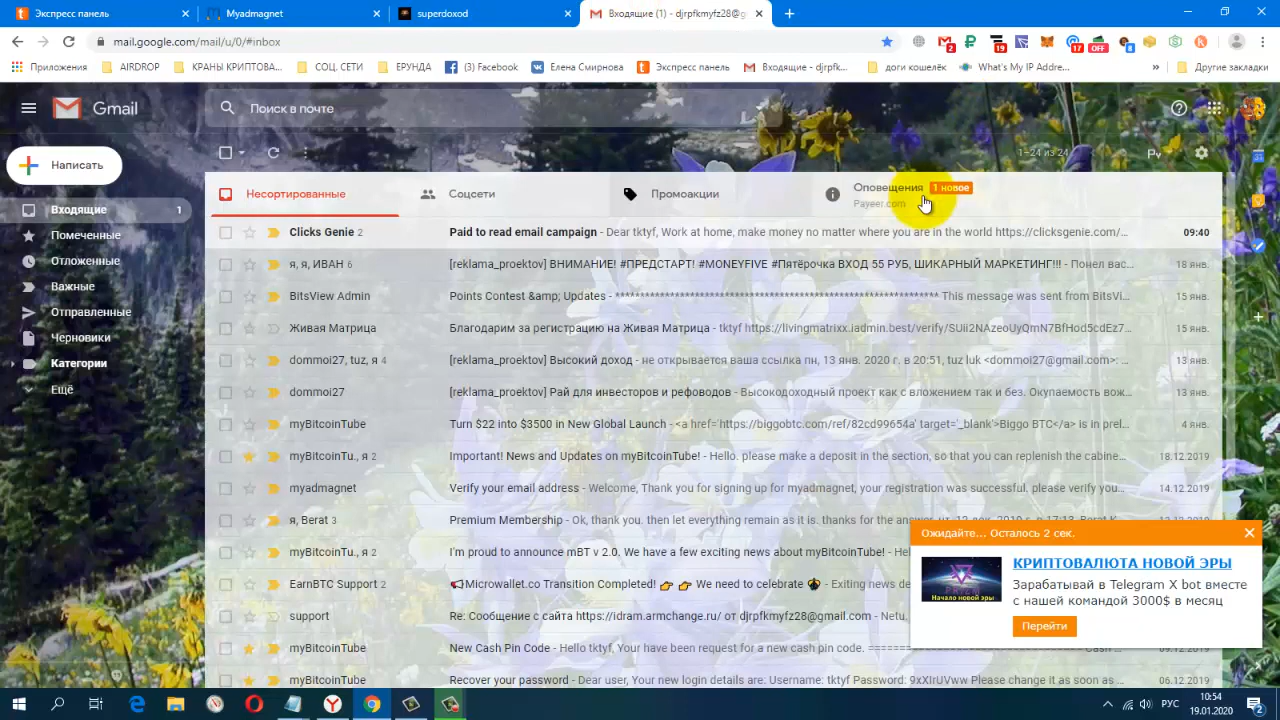 Экспресс панель
Myadmagnet
superdoxod
Входящие (1) - djrpfkmyfz28@g
mail.google.com/mail/u/0/#inbox
2
19
17
OFF
8
Приложения
AIRDROP
КРАНЫ КРИПТОВА...
СОЦ. СЕТИ
ЕРУНДА
(3) Facebook
Елена Смирнова
Экспресс панель
Входящие - djrpfk...
доги кошелёк
What's My IP Addre...
»
Другие закладки
Gmail
Поиск в почте
Написать
1–24 из 24
Входящие 1
Помеченные
Отложенные
Важные
Отправленные
Черновики
Категории
Ещё
Несортированные
Соцсети
Промоакции
Оповещения 1 новое
Payeer.com
Clicks Genie 2 Paid to read email campaign - Dear tktyf, Work at home, make money no matter where you are in the world https://clicksgenie.com/... 09:40
я, я, ИВАН 6 [reklama_proektov] ВНИМАНИЕ! #ПРЕДСТАРТ! #MONEYFIVE #Пятёрочка ВХОД 55 РУБ, ШИКАРНЫЙ МАРКЕТИНГ!!! - Понел вас... 18 янв.
BitsView Admin Points Contest &amp; Updates - This message was sent from BitsVi... 15 янв.
Живая Матрица Благодарим за регистрацию на Живая Матрица - tktyf 15 янв.
dommoi27, tuz, я 4 [reklama_proektov] Высокий доход - не открывается ваша ссылка пн, 13 янв. 2020 г. в 20:51, tuz luk <dommoi27@gmail.com>: ... 13 янв.
dommoi27 [reklama_proektov] Рай для инвесторов и рефоводов - Высокодоходный проект как с вложением так и без. Окупаемость вож... 13 янв.
myBitcoinTube Turn $22 into $3500 in New Global Launch - <a href='https://biggobtc.com/ref/82cd99654a' target='_blank'>Biggo BTC</a> is in prel... 4 янв.
myBitcoinTu., я 2 Important! News and Updates on myBitcoinTube! - Hello. please make a deposit in the section, so that you can replenish the cabine... 18.12.2019
myadmagnet Verify your email address - Welcome, Thank you for signing up for myadmagnet, your registration was successful. please verify you... 14.12.2019
я, Berat 3 Premium Membership - Ok, thank you. then let everything remain as it is. thanks for the answer.
myBitcoinTu., я 2 I'm proud to announce mBT v 2.0, We have a few exciting news about myBitcoinTube! -
EarnBTC Support 2 📢Microwallet.co Transition Completed! 👉 👉 We need to celebrate - Exiting news de
support Re: Сообщение с сайта https://idram.armchange.ru/ от djrpfkmyfz28@gmail.com - Netu,
myBitcoinTube New Cash Pin Code - Hello tktyf, Your have been request for a new cash pin code. Cash
myBitcoinTube Recover your password - Dear user, Your new login details are: Username: tktyf Password: 9xXIrUVww Please change it as soon as 06.12.2019
Ожидайте... Осталось 2 сек.
КРИПТОВАЛЮТА НОВОЙ ЭРЫ
Зарабатывай в Telegram X bot вместе
с нашей командой 3000$ в месяц
Начало новой эры
Перейти
РУС
10:54
19.01.2020
2